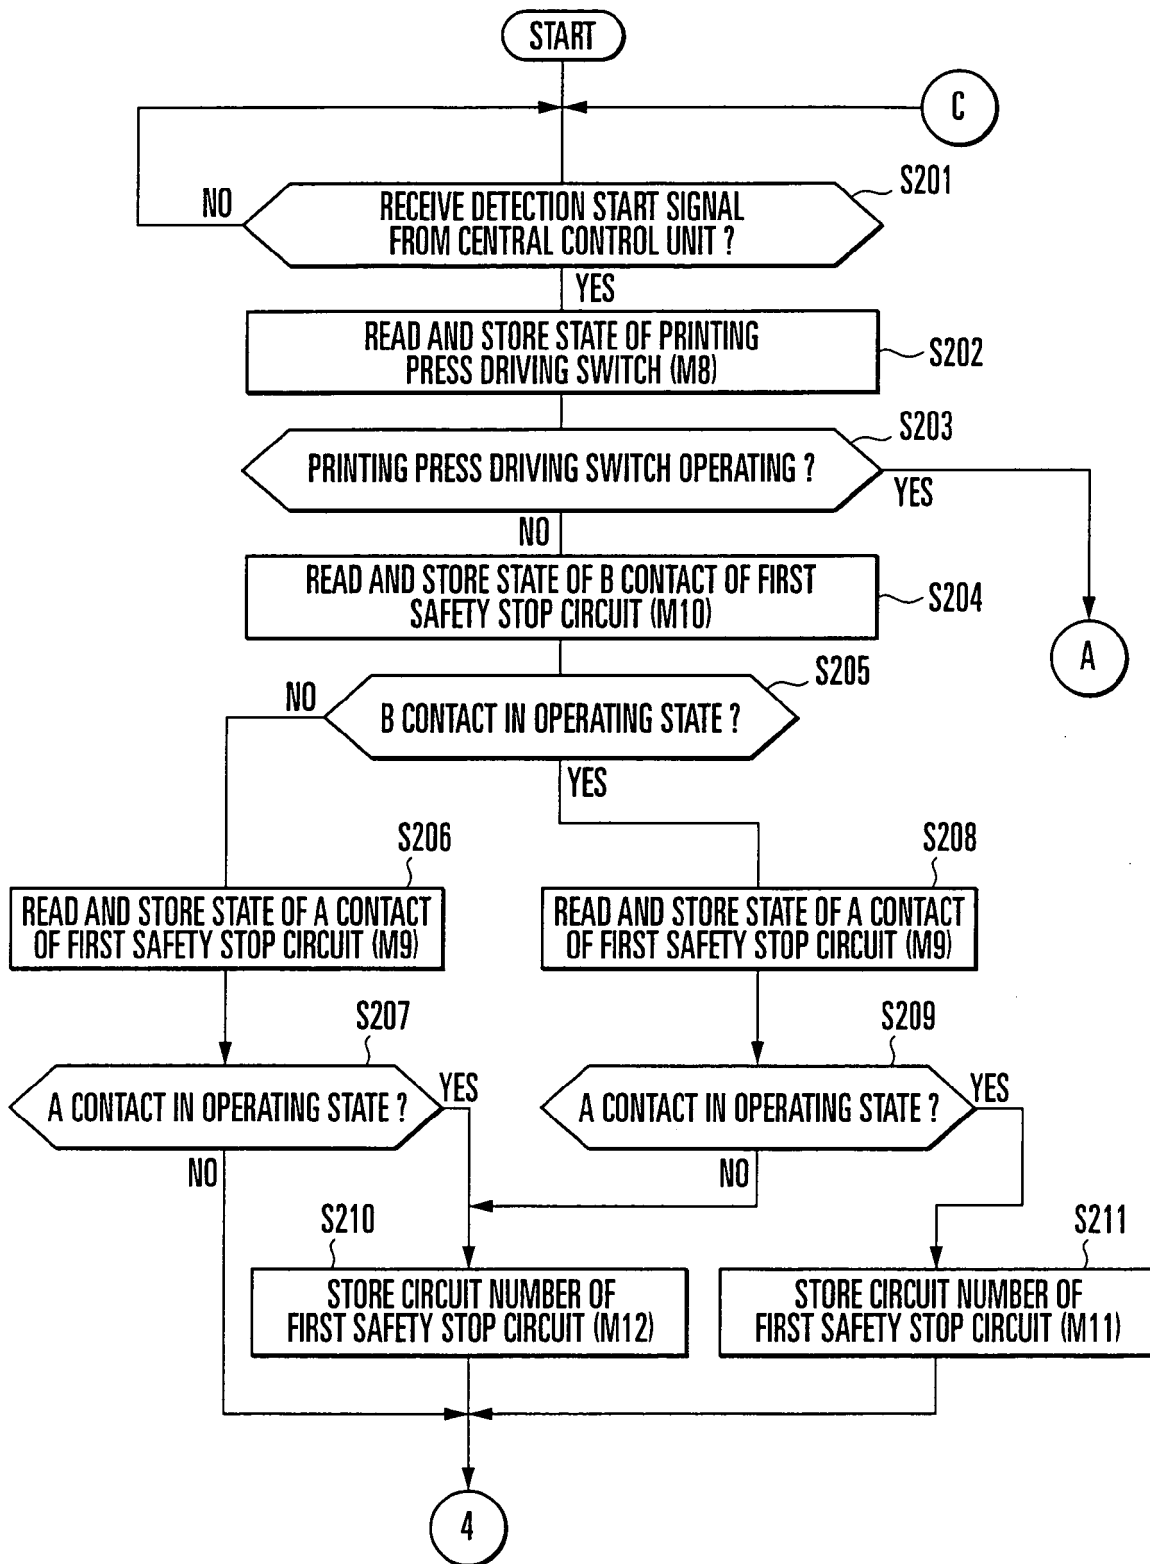 START
C
S201
NO
RECEIVE DETECTION START SIGNAL
FROM CENTRAL CONTROL UNIT ?
YES
READ AND STORE STATE OF PRINTING
PRESS DRIVING SWITCH (M8)
S202
S203
PRINTING PRESS DRIVING SWITCH OPERATING ?
YES
NO
READ AND STORE STATE OF B CONTACT OF FIRST
SAFETY STOP CIRCUIT (M10)
S204
A
S205
NO
B CONTACT IN OPERATING STATE ?
YES
S206
S208
READ AND STORE STATE OF A CONTACT
OF FIRST SAFETY STOP CIRCUIT (M9)
READ AND STORE STATE OF A CONTACT
OF FIRST SAFETY STOP CIRCUIT (M9)
S207
S209
A CONTACT IN OPERATING STATE ?
YES
A CONTACT IN OPERATING STATE ?
YES
NO
NO
S210
S211
STORE CIRCUIT NUMBER OF
FIRST SAFETY STOP CIRCUIT (M12)
STORE CIRCUIT NUMBER OF
FIRST SAFETY STOP CIRCUIT (M11)
4